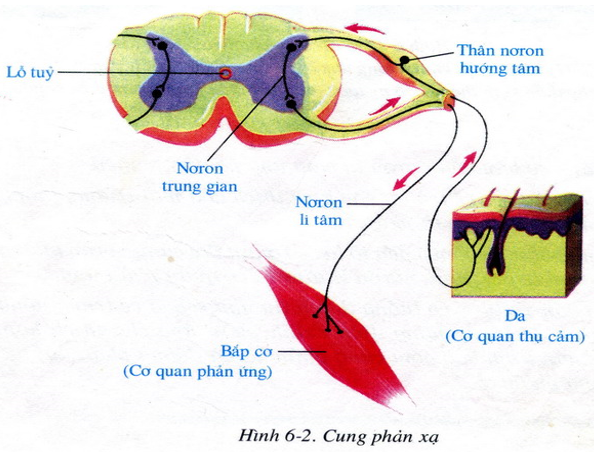 Thân nơron
hướng tâm
Lỗ tuỷ
Nơron
trung gian
Nơron
li tâm
Da
(Cơ quan thụ cảm)
Bắp cơ
(Cơ quan phản ứng)
Hình 6-2. Cung phản xạ